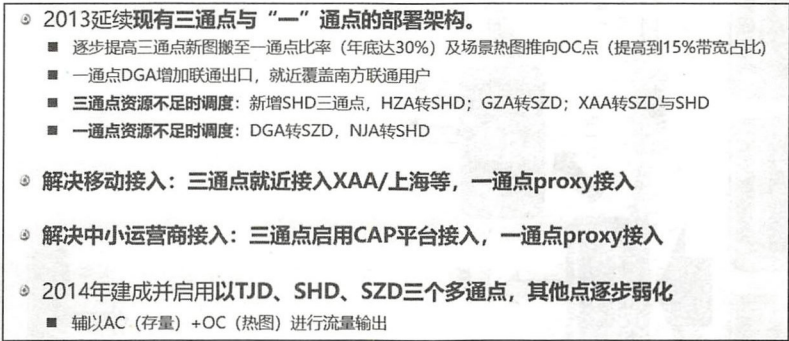 2013延续现有三通点与“一”通点的部署架构。
逐步提高三通点新图搬至一通点比率（年底达30%）及场景热图推向OC点（提高到15%带宽占比)
一通点DGA增加联通出口，就近覆盖南方联通用户
三通点资源不足时调度：新增SHD三通点，HZA转SHD；GZA转SZD；XAA转SZD与SHD
一通点资源不足时调度：DGA转SZD，NJA转SHD
解决移动接入：三通点就近接入XAA/上海等，一通点proxy接入
解决中小运营商接入：三通点启用CAP平台接入，一通点proxy接入
2014年建成并启用以TJD、SHD、SZD三个多通点，其他点逐步弱化
辅以AC（存量）+OC（热图）进行流量输出